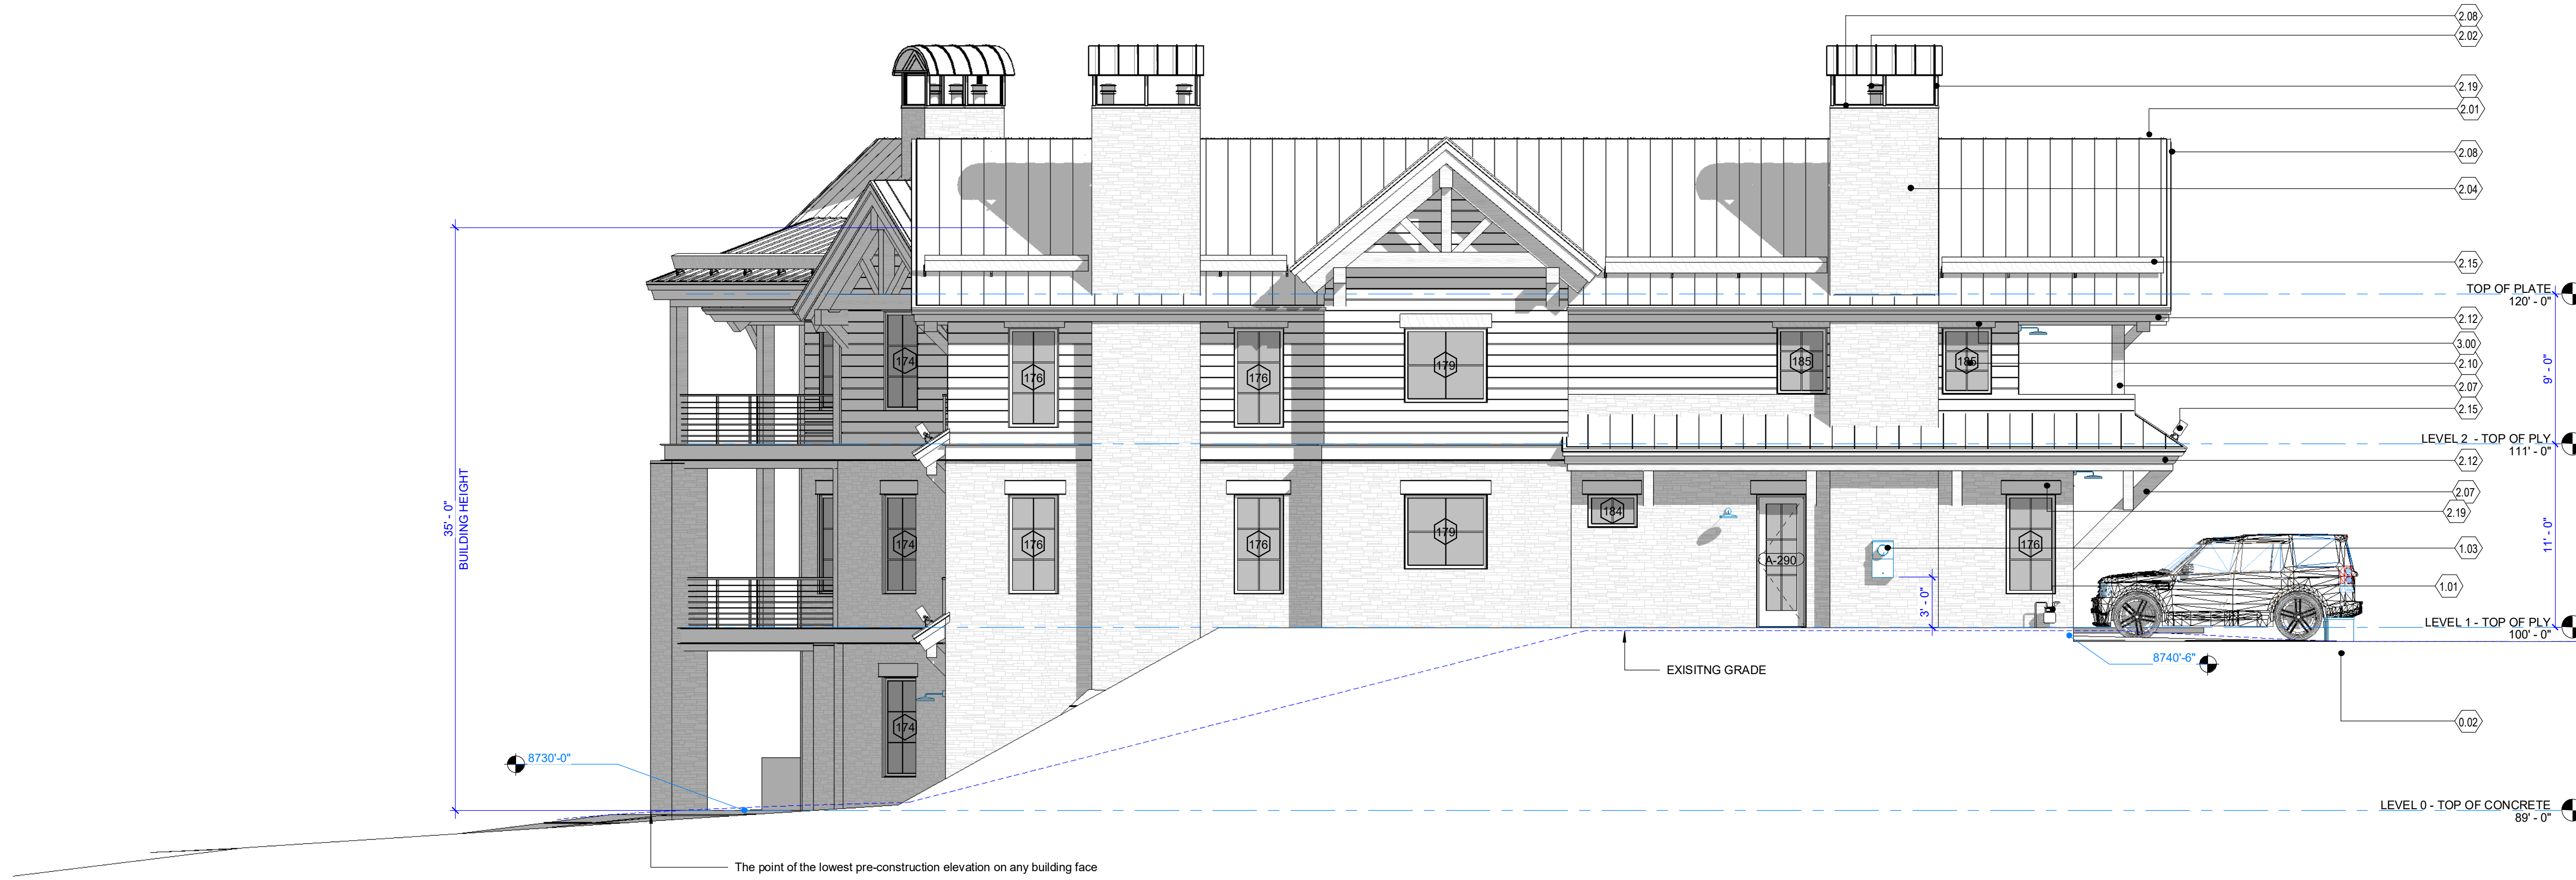 2.08
2.02
2.19
2.01
2.08
2.04
2.15
TOP OF PLATE
120' - 0"
2.12
3.00
2.10
2.07
2.15
9' - 0"
LEVEL 2 - TOP OF PLY
111' - 0"
2.12
2.07
2.19
11' - 0"
1.03
1.01
LEVEL 1 - TOP OF PLY
100' - 0"
8740'-6"
0.02
LEVEL 0 - TOP OF CONCRETE
89' - 0"
174
176
176
179
185
185
35' - 0"
BUILDING HEIGHT
174
176
176
179
184
A-290
176
3' - 0"
EXISITNG GRADE
174
8730'-0"
The point of the lowest pre-construction elevation on any building face